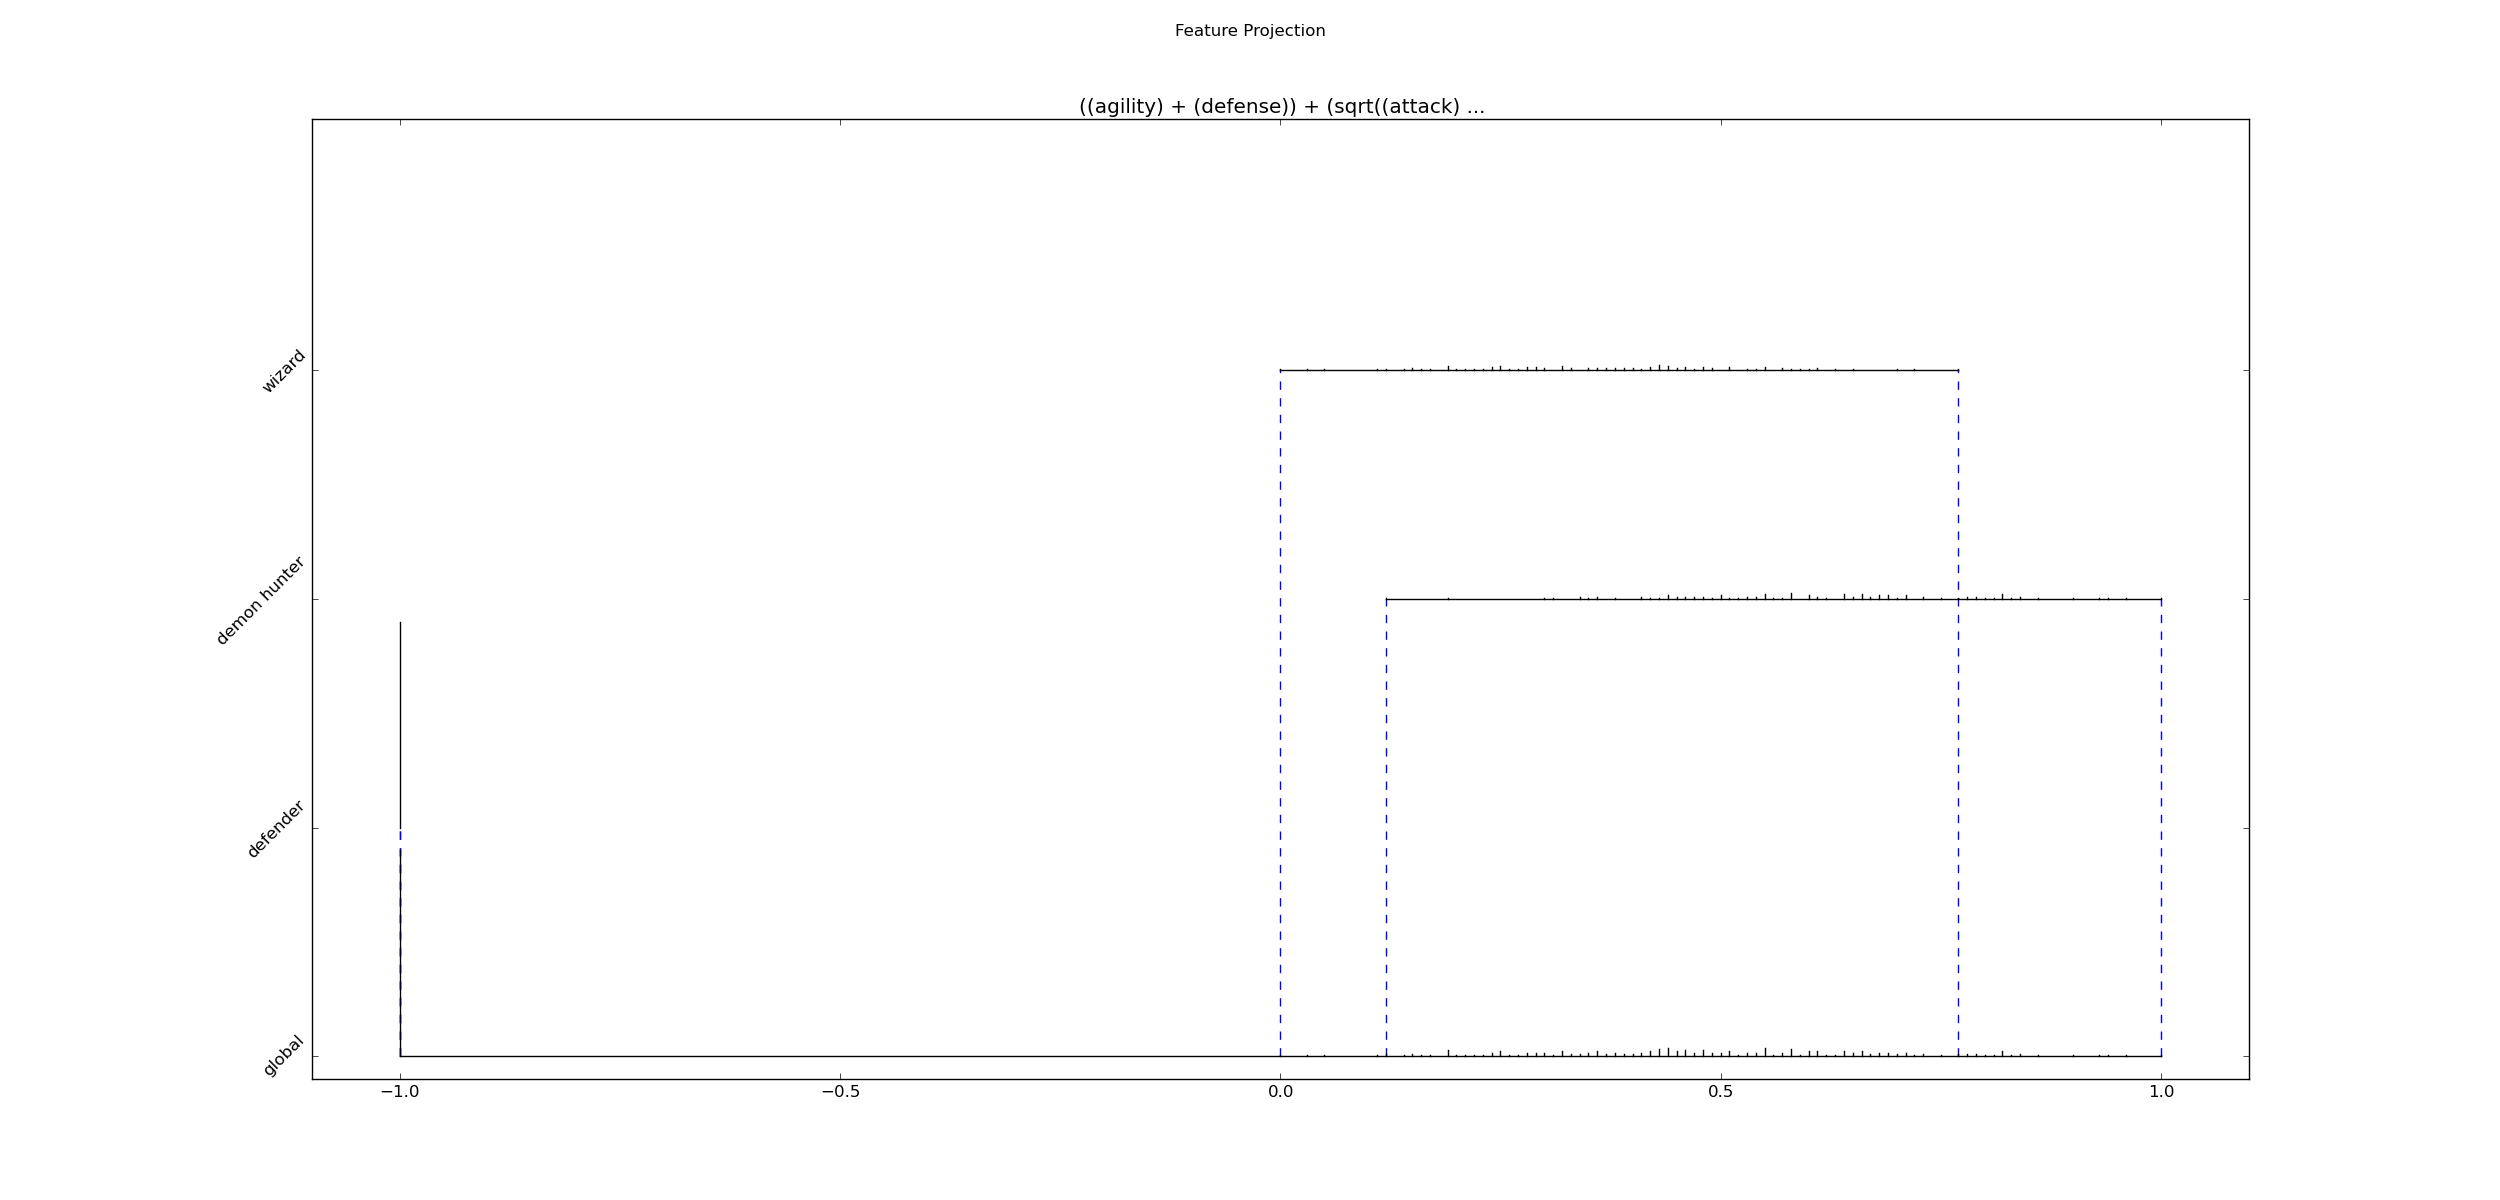 Feature Projection
((agility) + (defense)) + (sqrt((attack) ...
wizard
demon hunter
defender
global
−1.0 −0.5 0.0 0.5 1.0